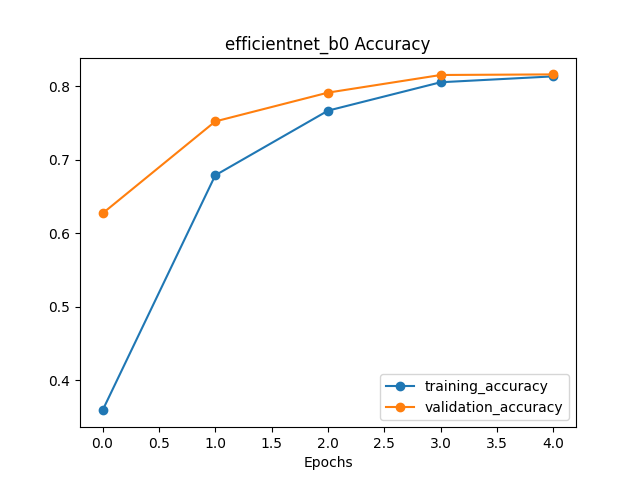 efficientnet_b0 Accuracy
0.8
0.7
0.6
0.5
0.4
training_accuracy
validation_accuracy
0.0 0.5 1.0 1.5 2.0 2.5 3.0 3.5 4.0
Epochs